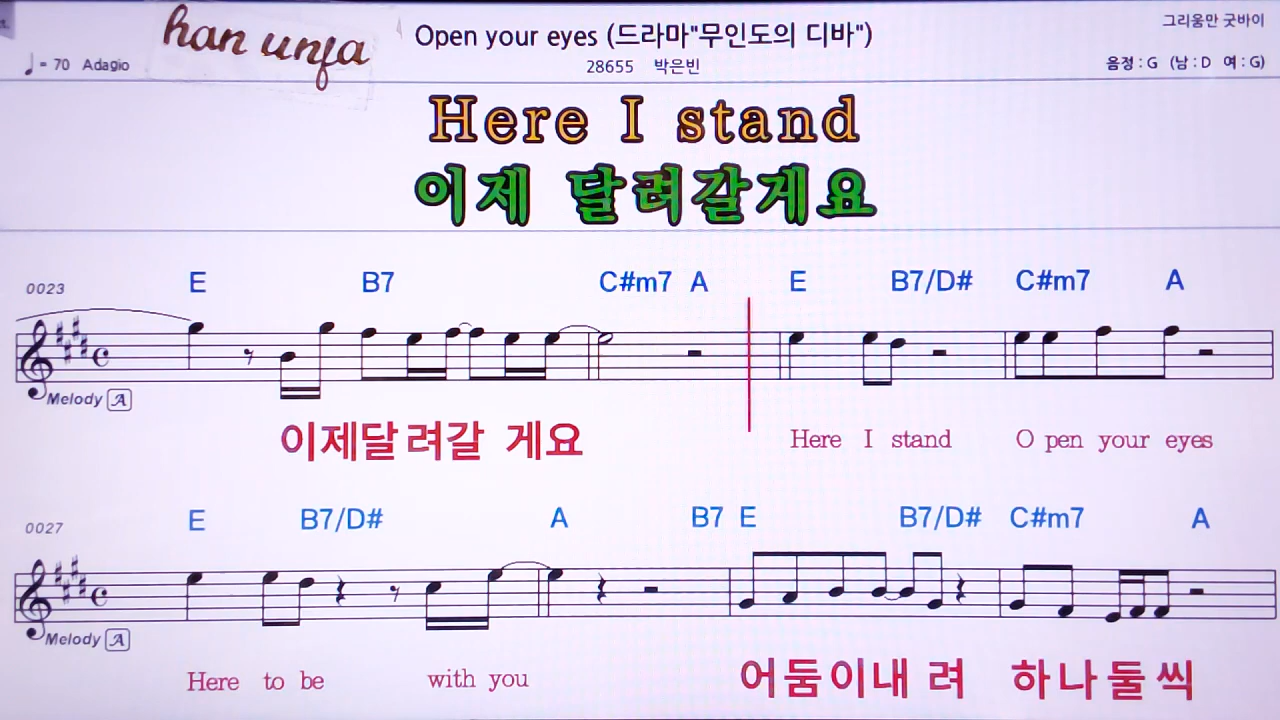 han unja
Open your eyes (드라마"무인도의 디바")
그리움만 굿바이
♩= 70 Adagio
28655 박은빈
음정 : G (남 : D 여 : G)
Here I stand
이제 달려갈게요
0023 E B7 C#m7 A E B7/D# C#m7 A
Melody A
이제달려갈 게요 Here I stand O pen your eyes
0027 E B7/D# A B7 E B7/D# C#m7 A
Melody A
Here to be with you 어둠이내 려 하나둘씩